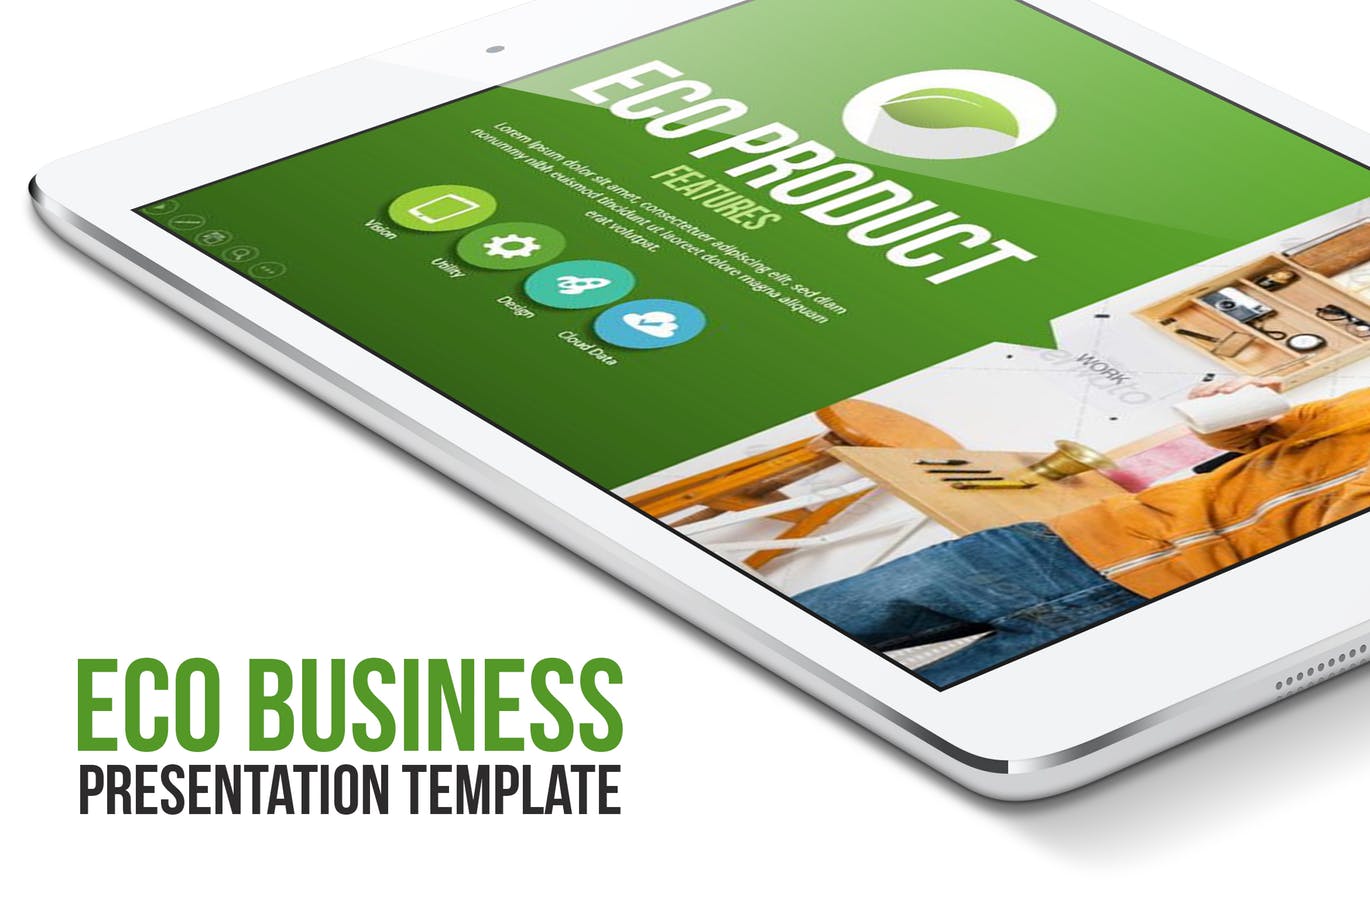 ECO PRODUCT
FEATURES
Lorem ipsum dolor sit amet, consectetuer adipiscing elit, sed diam
nonummy nibh euismod tincidunt ut laoreet dolore magna aliquam
erat volutpat.
Vision
Utility
Design
Cloud Data
WORK
envato
ECO BUSINESS
PRESENTATION TEMPLATE